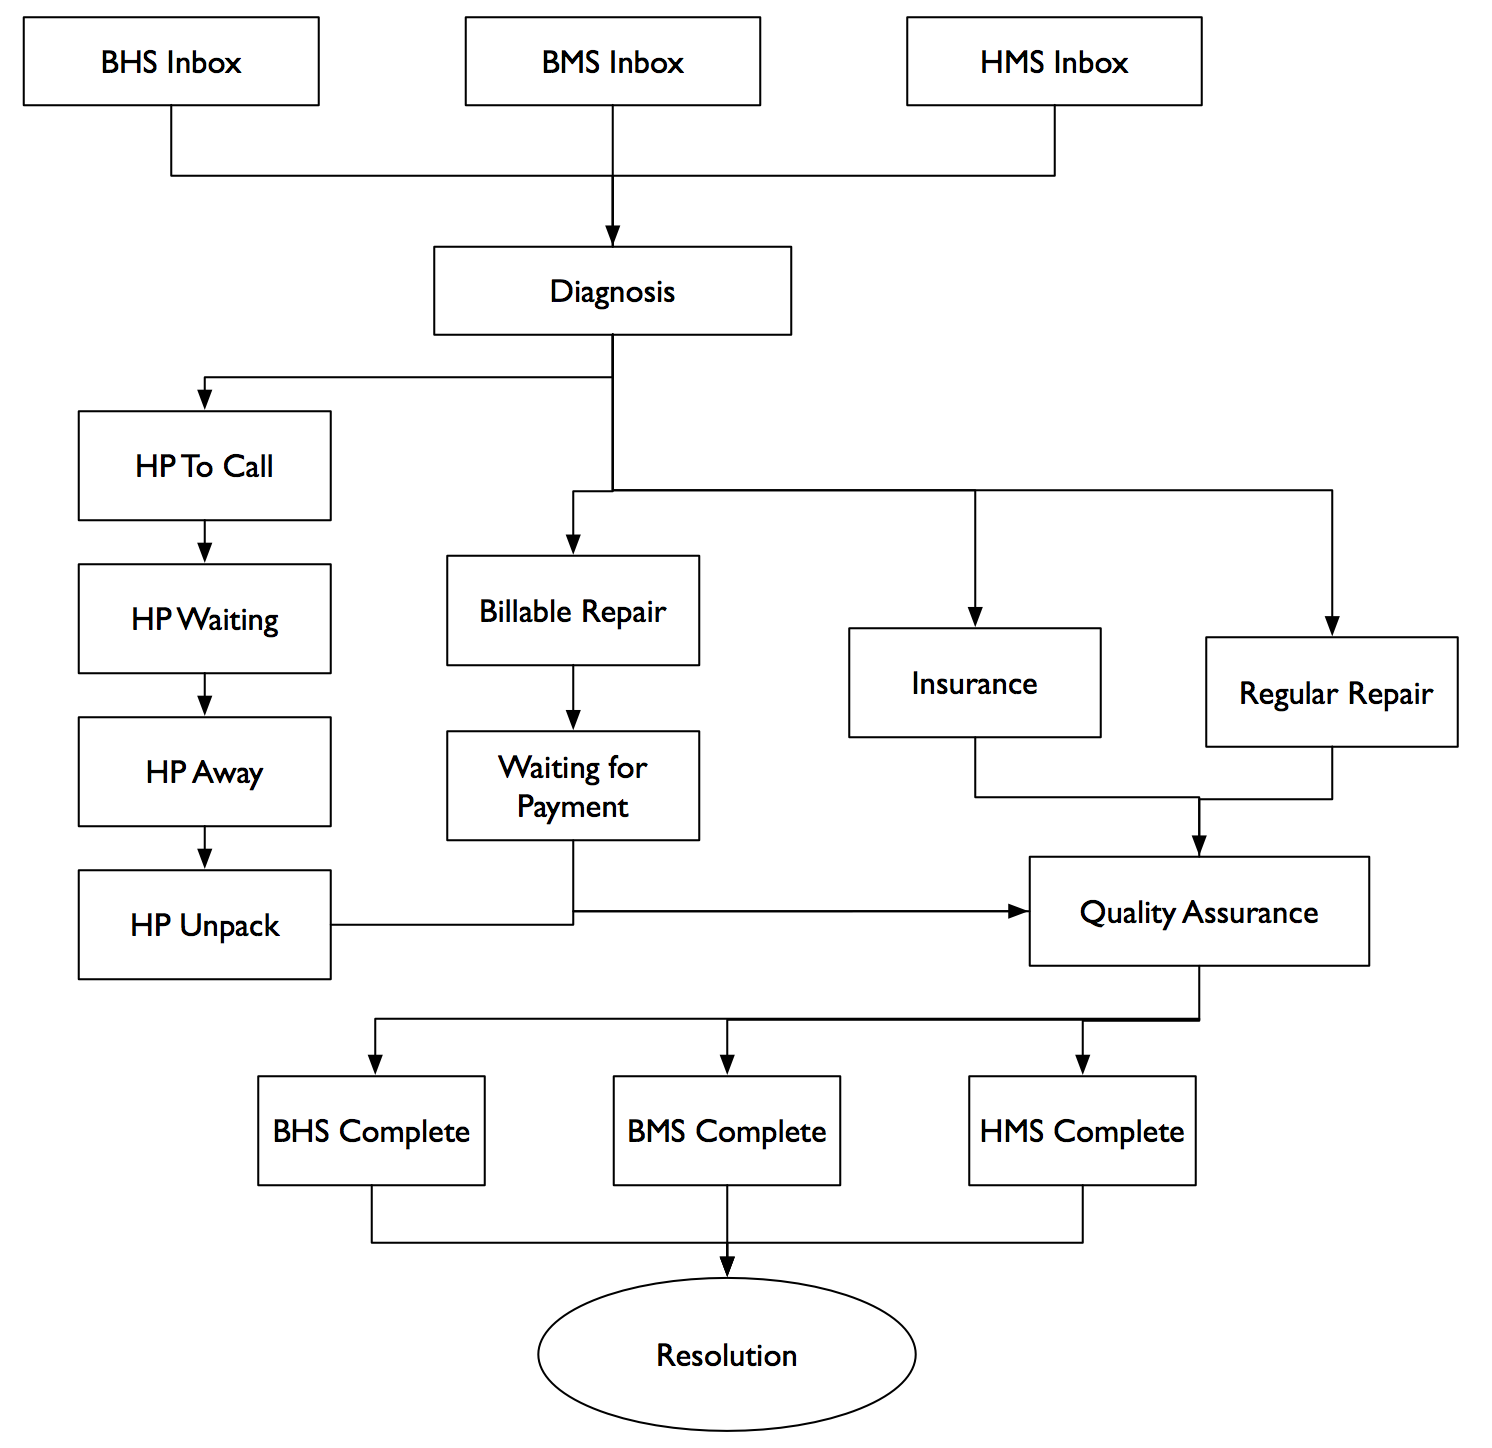 BHS Inbox
BMS Inbox
HMS Inbox
Diagnosis
HP To Call
HP Waiting
HP Away
HP Unpack
Billable Repair
Waiting for
Payment
Insurance
Regular Repair
Quality Assurance
BHS Complete
BMS Complete
HMS Complete
Resolution